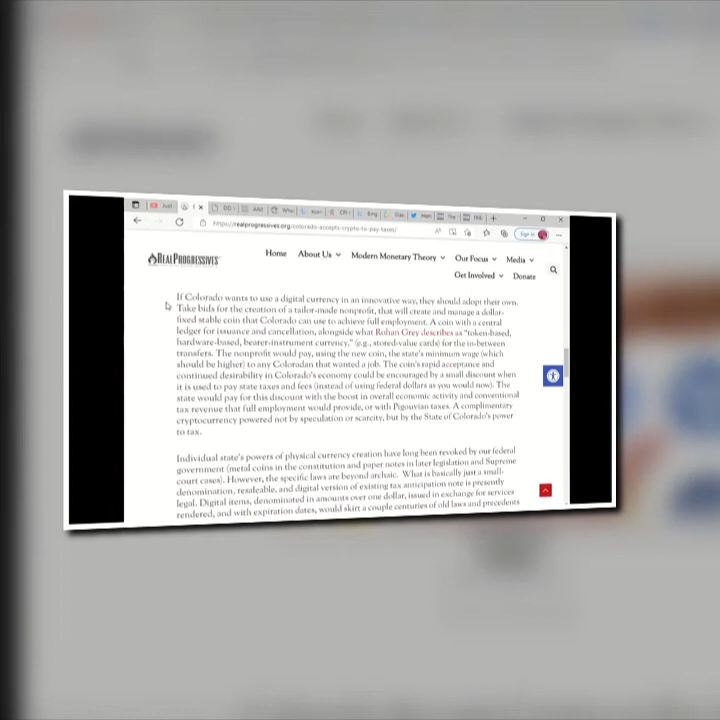 https://realprogressives.org/colorado-accepts-crypto-to-pay-taxes/
Sign in
REALPROGRESSIVES
Home About Us Modern Monetary Theory Our Focus Media
Get Involved Donate
If Colorado wants to use a digital currency in an innovative way, they should adopt their own.
Take bids for the creation of a tailor-made nonprofit, that will create and manage a dollar-
fixed stable coin that Colorado can use to achieve full employment. A coin with a central
ledger for issuance and cancellation, alongside what Rohan Grey describes as "token-based,
hardware-based, bearer-instrument currency," (e.g., stored-value cards) for the in-between
transfers. The nonprofit would pay, using the new coin, the state's minimum wage (which
should be higher) to any Coloradan that wanted a job. The coin's rapid acceptance and
continued desirability in Colorado's economy could be encouraged by a small discount when
it is used to pay state taxes and fees (instead of using federal dollars as you would now). The
state would pay for this discount with the boost in overall economic activity and conventional
tax revenue that full employment would provide, or with Pigouvian taxes. A complimentary
cryptocurrency powered not by speculation or scarcity, but by the State of Colorado's power
to tax.
Individual state's powers of physical currency creation have long been revoked by our federal
government (metal coins in the constitution and paper notes in later legislation and Supreme
court cases). However, the specific laws are beyond archaic. What is basically just a small-
denomination, resaleable, and digital version of existing tax anticipation note is presently
legal. Digital items, denominated in amounts over one dollar, issued in exchange for services
rendered, and with expiration dates, would skirt a couple centuries of old laws and precedents